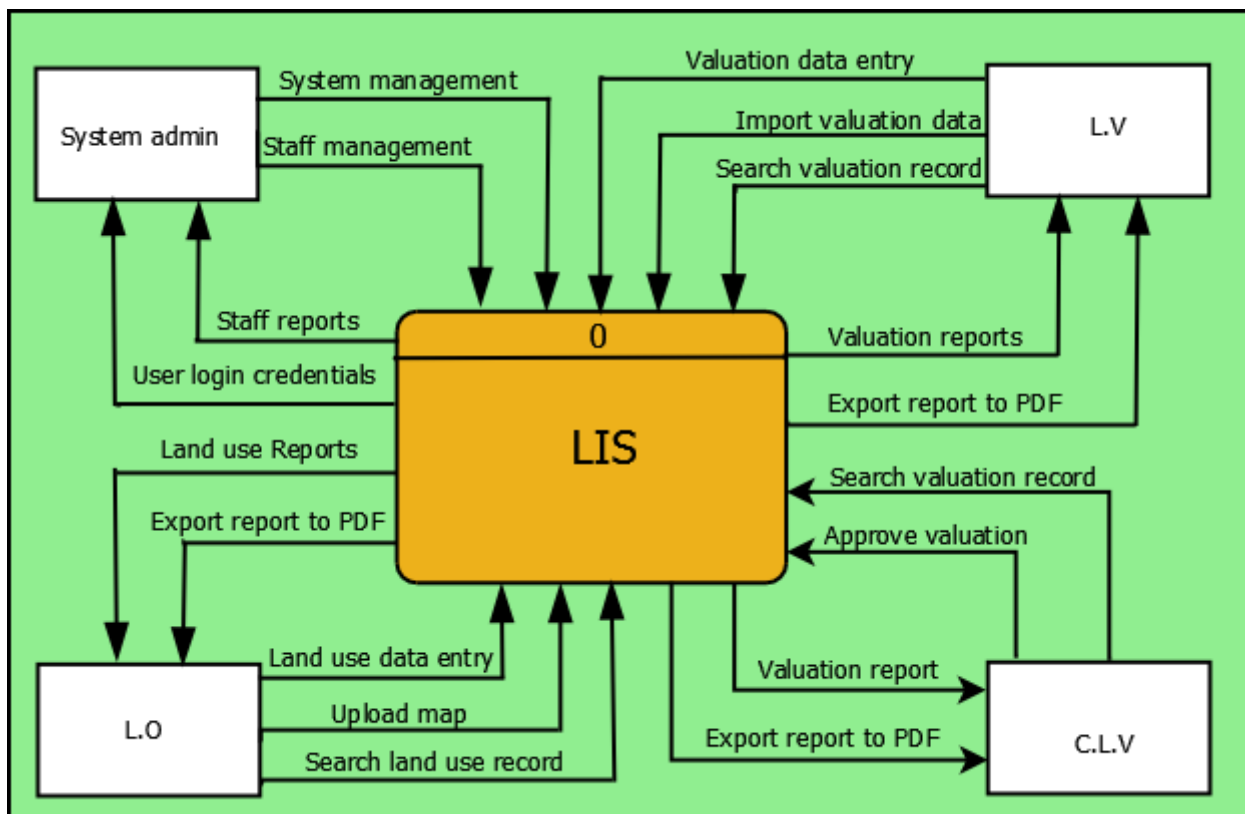 System admin
System management
Staff management
Staff reports
User login credentials
Valuation data entry
Import valuation data
Search valuation record
L.V
Valuation reports
Export report to PDF
0
LIS
Land use Reports
Export report to PDF
L.O
Land use data entry
Upload map
Search land use record
Search valuation record
Approve valuation
Valuation report
Export report to PDF
C.L.V